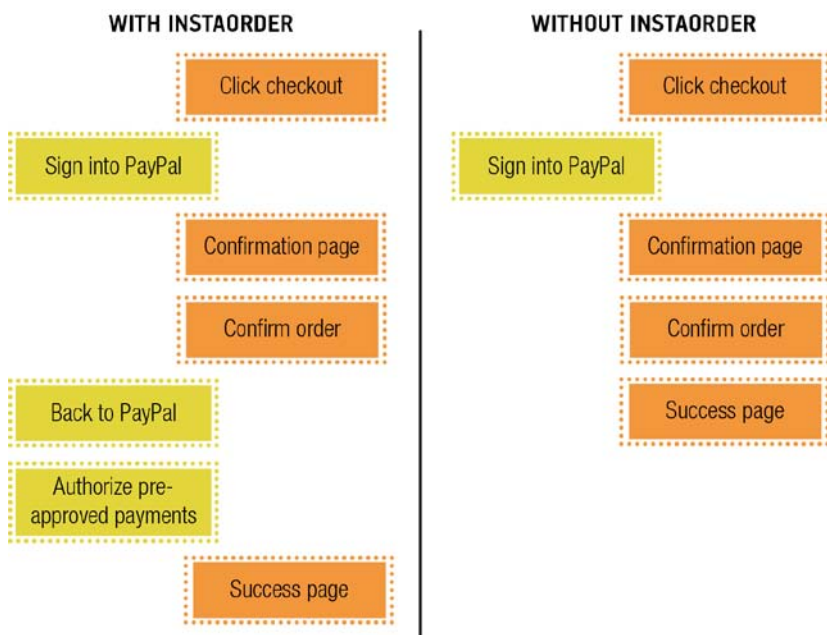 WITH INSTAORDER
Click checkout
Sign into PayPal
Confirmation page
Confirm order
Back to PayPal
Authorize pre-
approved payments
Success page
WITHOUT INSTAORDER
Click checkout
Sign into PayPal
Confirmation page
Confirm order
Success page